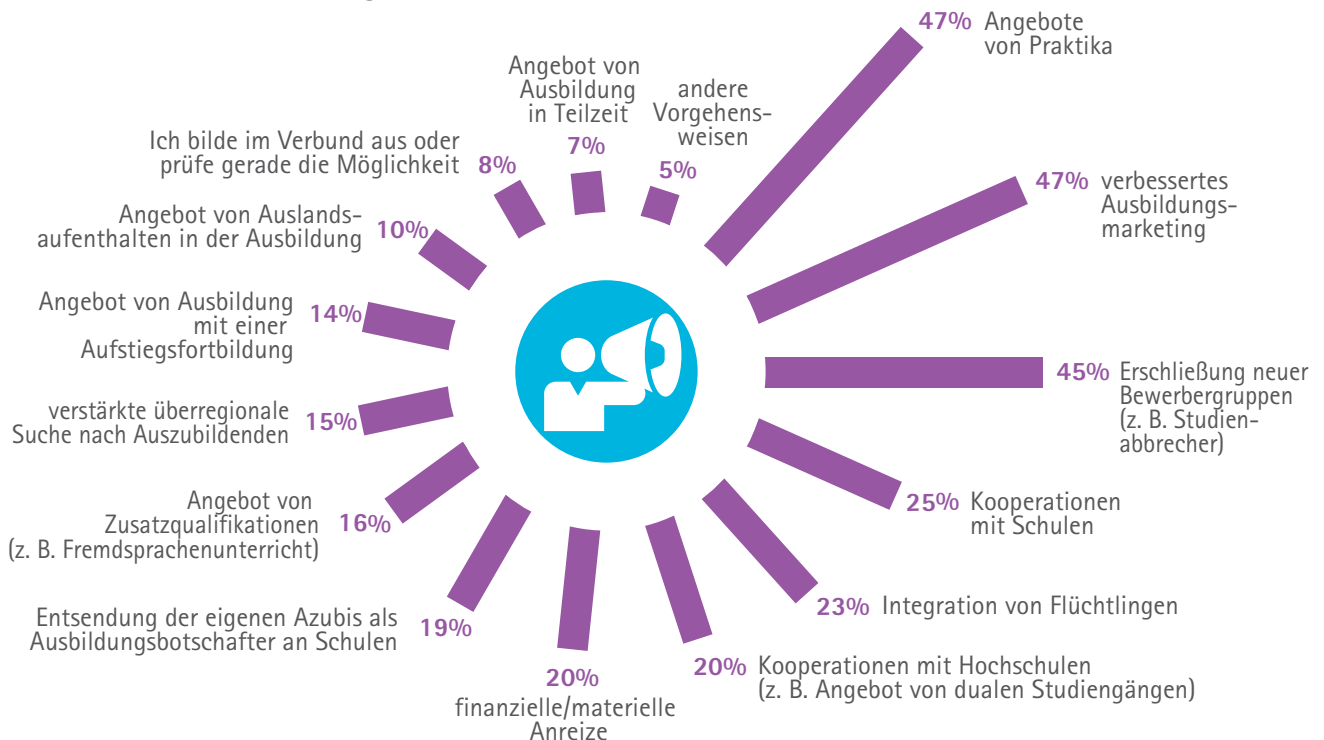 47% Angebote
von Praktika
47% verbessertes
Ausbildungs-
marketing
45% Erschließung neuer
Bewerbergruppen
(z. B. Studien-
abbrecher)
25% Kooperationen
mit Schulen
23% Integration von Flüchtlingen
20% Kooperationen mit Hochschulen
(z. B. Angebot von dualen Studiengängen)
20%
finanzielle/materielle
Anreize
Entsendung der eigenen Azubis als
Ausbildungsbotschafter an Schulen
19%
Angebot von
Zusatzqualifikationen
(z. B. Fremdsprachenunterricht)
16%
verstärkte überregionale
Suche nach Auszubildenden
15%
Angebot von Ausbildung
mit einer
Aufstiegsfortbildung
14%
Angebot von Auslands-
aufenthalten in der Ausbildung
10%
Ich bilde im Verbund aus oder
prüfe gerade die Möglichkeit
8%
Angebot von
Ausbildung
in Teilzeit
7%
andere
Vorgehens-
weisen
5%